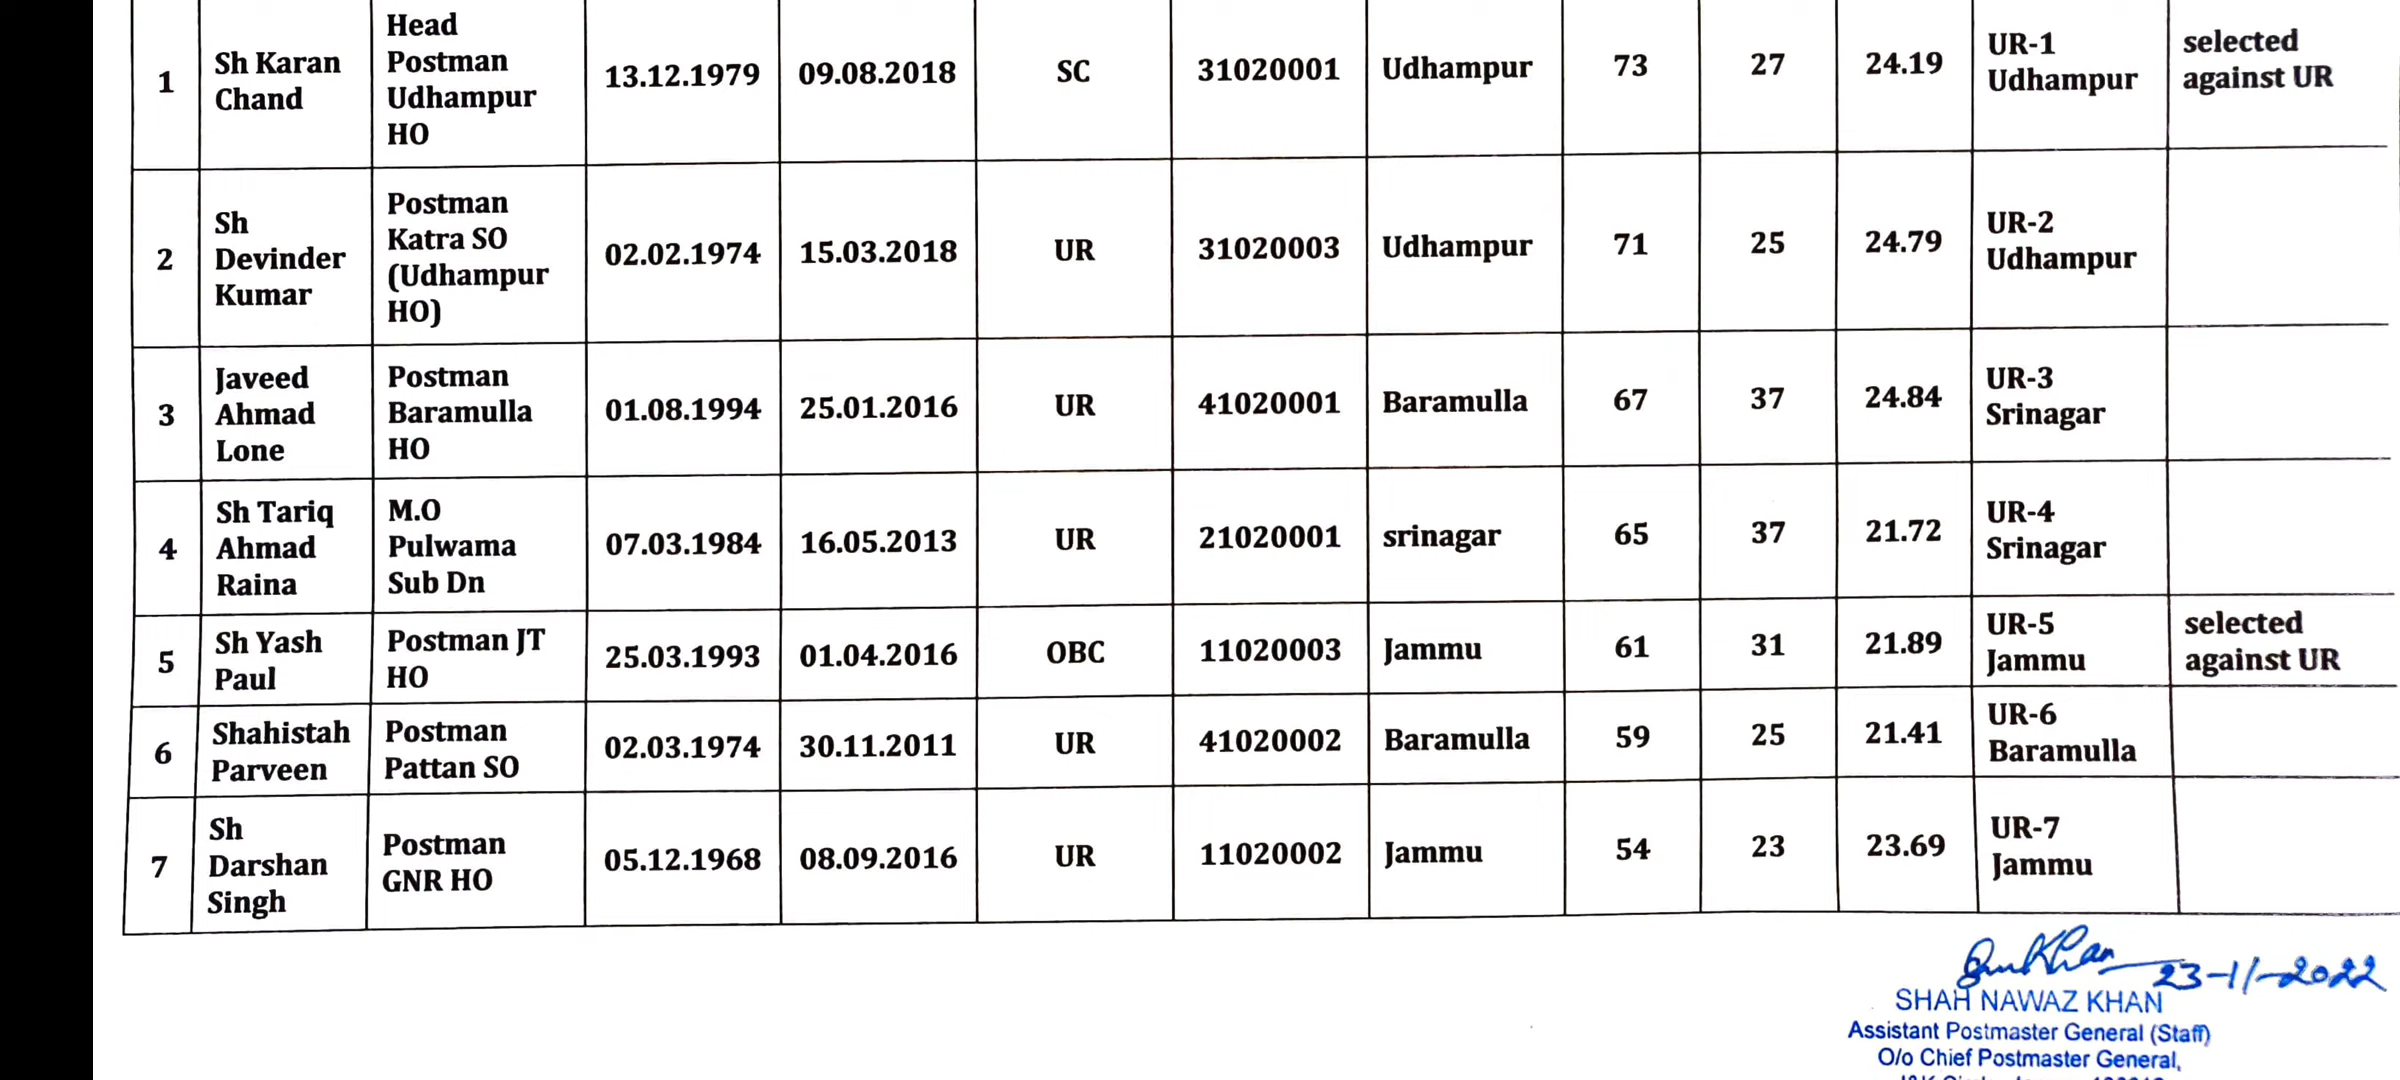 1 Sh Karan Chand Head Postman Udhampur HO 13.12.1979 09.08.2018 SC 31020001 Udhampur 73 27 24.19 UR-1 Udhampur selected against UR
2 Sh Devinder Kumar Postman Katra SO (Udhampur HO) 02.02.1974 15.03.2018 UR 31020003 Udhampur 71 25 24.79 UR-2 Udhampur
3 Javeed Ahmad Lone Postman Baramulla HO 01.08.1994 25.01.2016 UR 41020001 Baramulla 67 37 24.84 UR-3 Srinagar
4 Sh Tariq Ahmad Raina M.O Pulwama Sub Dn 07.03.1984 16.05.2013 UR 21020001 srinagar 65 37 21.72 UR-4 Srinagar
5 Sh Yash Paul Postman JT HO 25.03.1993 01.04.2016 OBC 11020003 Jammu 61 31 21.89 UR-5 Jammu selected against UR
6 Shahistah Parveen Postman Pattan SO 02.03.1974 30.11.2011 UR 41020002 Baramulla 59 25 21.41 UR-6 Baramulla
7 Sh Darshan Singh Postman GNR HO 05.12.1968 08.09.2016 UR 11020002 Jammu 54 23 23.69 UR-7 Jammu
23-11-2022
SHAH NAWAZ KHAN
Assistant Postmaster General (Staff)
O/o Chief Postmaster General,